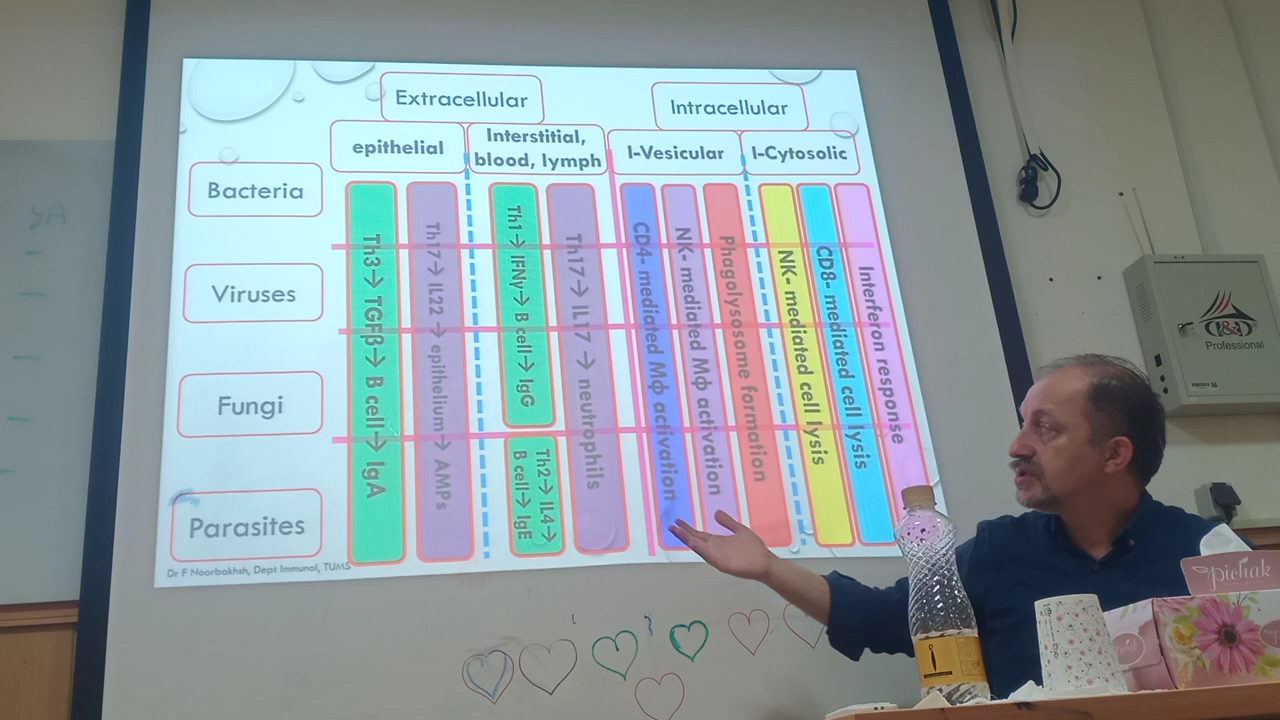 Extracellular
Intracellular
epithelial
Interstitial,
blood, lymph
I-Vesicular
I-Cytosolic
Bacteria
Viruses
Fungi
Parasites
Th3→ TGFβ→ B cell→ IgA
Th17→ IL22 → epithelium→ AMPs
Th1→ IFNγ→ B cell→ IgG
Th2→ IL4→
B cell→ IgE
Th17→ IL17 → neutrophils
CD4- mediated Mϕ activation
NK- mediated Mϕ activation
Phagolysosome formation
NK- mediated cell lysis
CD8- mediated cell lysis
Interferon response
Dr F Noorbakhsh, Dept Immunol, TUMS
Professional
pichak